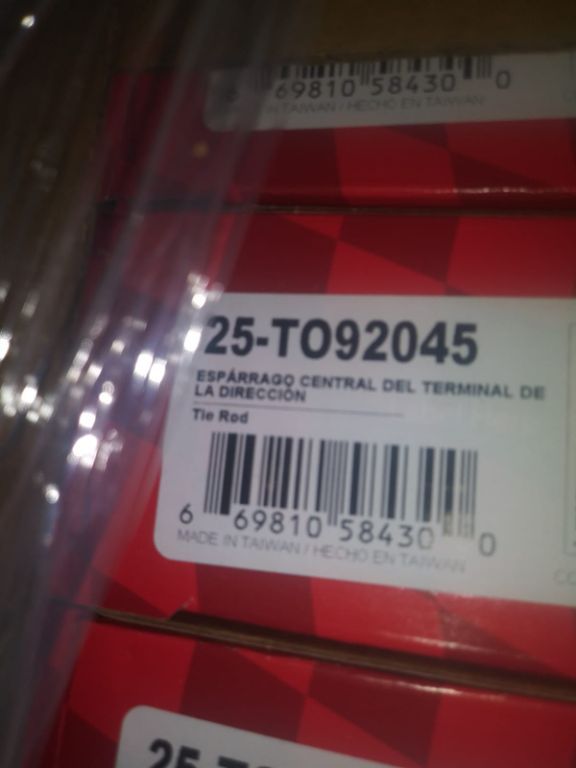 69810 58430 0
IN TAIWAN / HECHO EN TAIWAN
25-TO92045
ESPÁRRAGO CENTRAL DEL TERMINAL DE
LA DIRECCIÓN
Tie Rod
6 69810 58430 0
MADE IN TAIWAN / HECHO EN TAIWAN